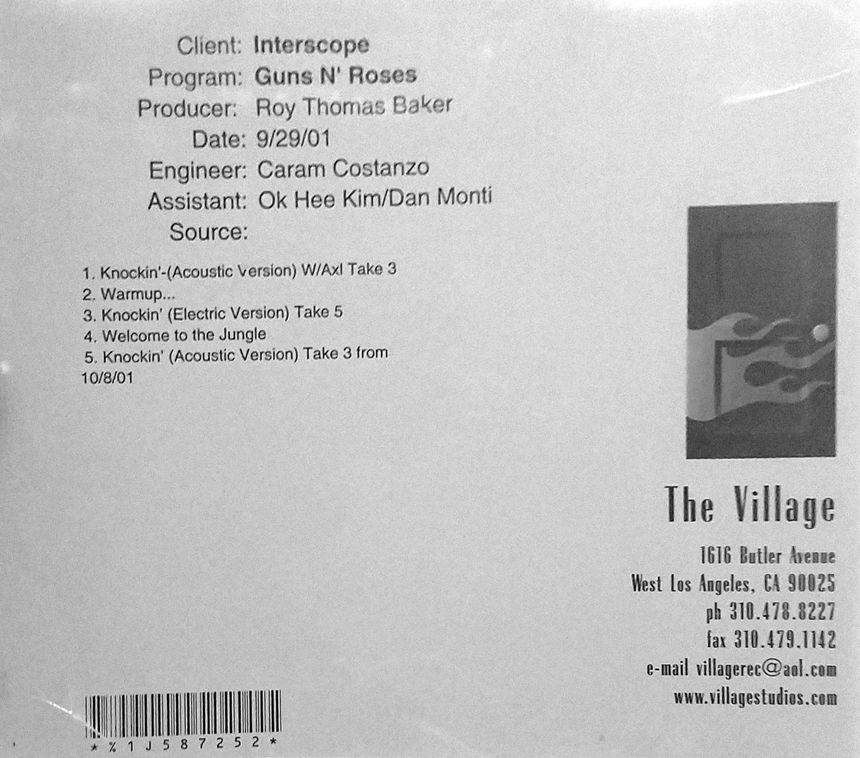 Client: Interscope
Program: Guns N' Roses
Producer: Roy Thomas Baker
Date: 9/29/01
Engineer: Caram Costanzo
Assistant: Ok Hee Kim/Dan Monti
Source:
1. Knockin'-(Acoustic Version) W/Axl Take 3
2. Warmup...
3. Knockin' (Electric Version) Take 5
4. Welcome to the Jungle
5. Knockin' (Acoustic Version) Take 3 from
10/8/01
The Village
1616 Butler Avenue
West Los Angeles, CA 90025
ph 310.478.8227
fax 310.479.1142
e-mail villagerec@aol.com
www.villagestudios.com
*%1J587252*